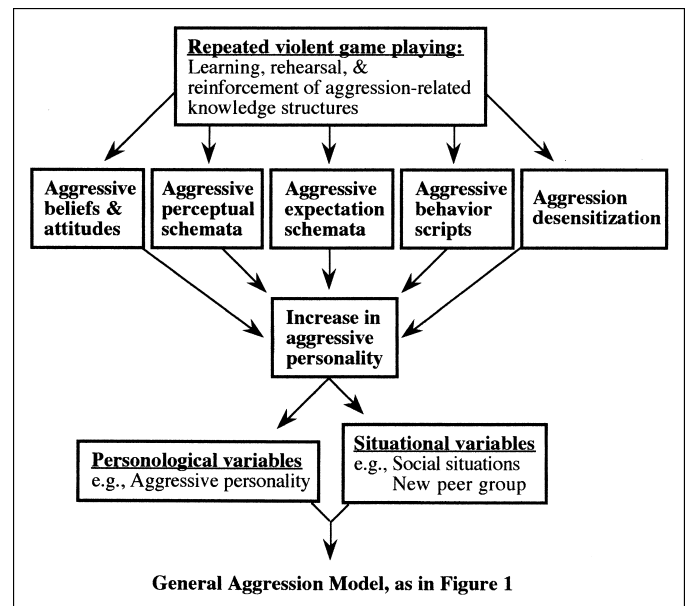 Repeated violent game playing:
Learning, rehearsal, &
reinforcement of aggression-related
knowledge structures
Aggressive
beliefs &
attitudes
Aggressive
perceptual
schemata
Aggressive
expectation
schemata
Aggressive
behavior
scripts
Aggression
desensitization
Increase in
aggressive
personality
Personological variables
e.g., Aggressive personality
Situational variables
e.g., Social situations
New peer group
General Aggression Model, as in Figure 1